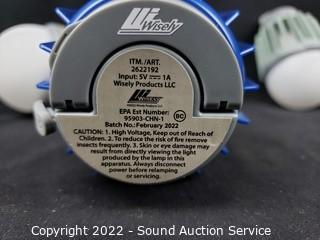 Wisely
ITM./ART.
2622192
Input: 5V⎓1A
Wisely Products LLC
Wisely
EPA Est Number:
95903-CHN-1
BC
Batch No.: February 2022
CAUTION: 1. High Voltage, Keep out of Reach of
Children. 2. To reduce the risk of fire remove
insects frequently. 3. Skin or eye damage may
result from directly viewing the light
produced by the lamp in this
apparatus. Always disconnect
power before relamping
or servicing.
Copyright 2022 - Sound Auction Service